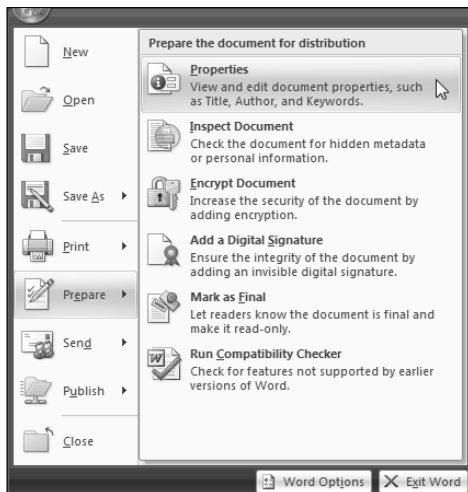 New
Open
Save
Save As
Print
Prepare
Send
Publish
Close
Prepare the document for distribution
Properties
View and edit document properties, such
as Title, Author, and Keywords.
Inspect Document
Check the document for hidden metadata
or personal information.
Encrypt Document
Increase the security of the document by
adding encryption.
Add a Digital Signature
Ensure the integrity of the document by
adding an invisible digital signature.
Mark as Final
Let readers know the document is final and
make it read-only.
Run Compatibility Checker
Check for features not supported by earlier
versions of Word.
Word Options
Exit Word